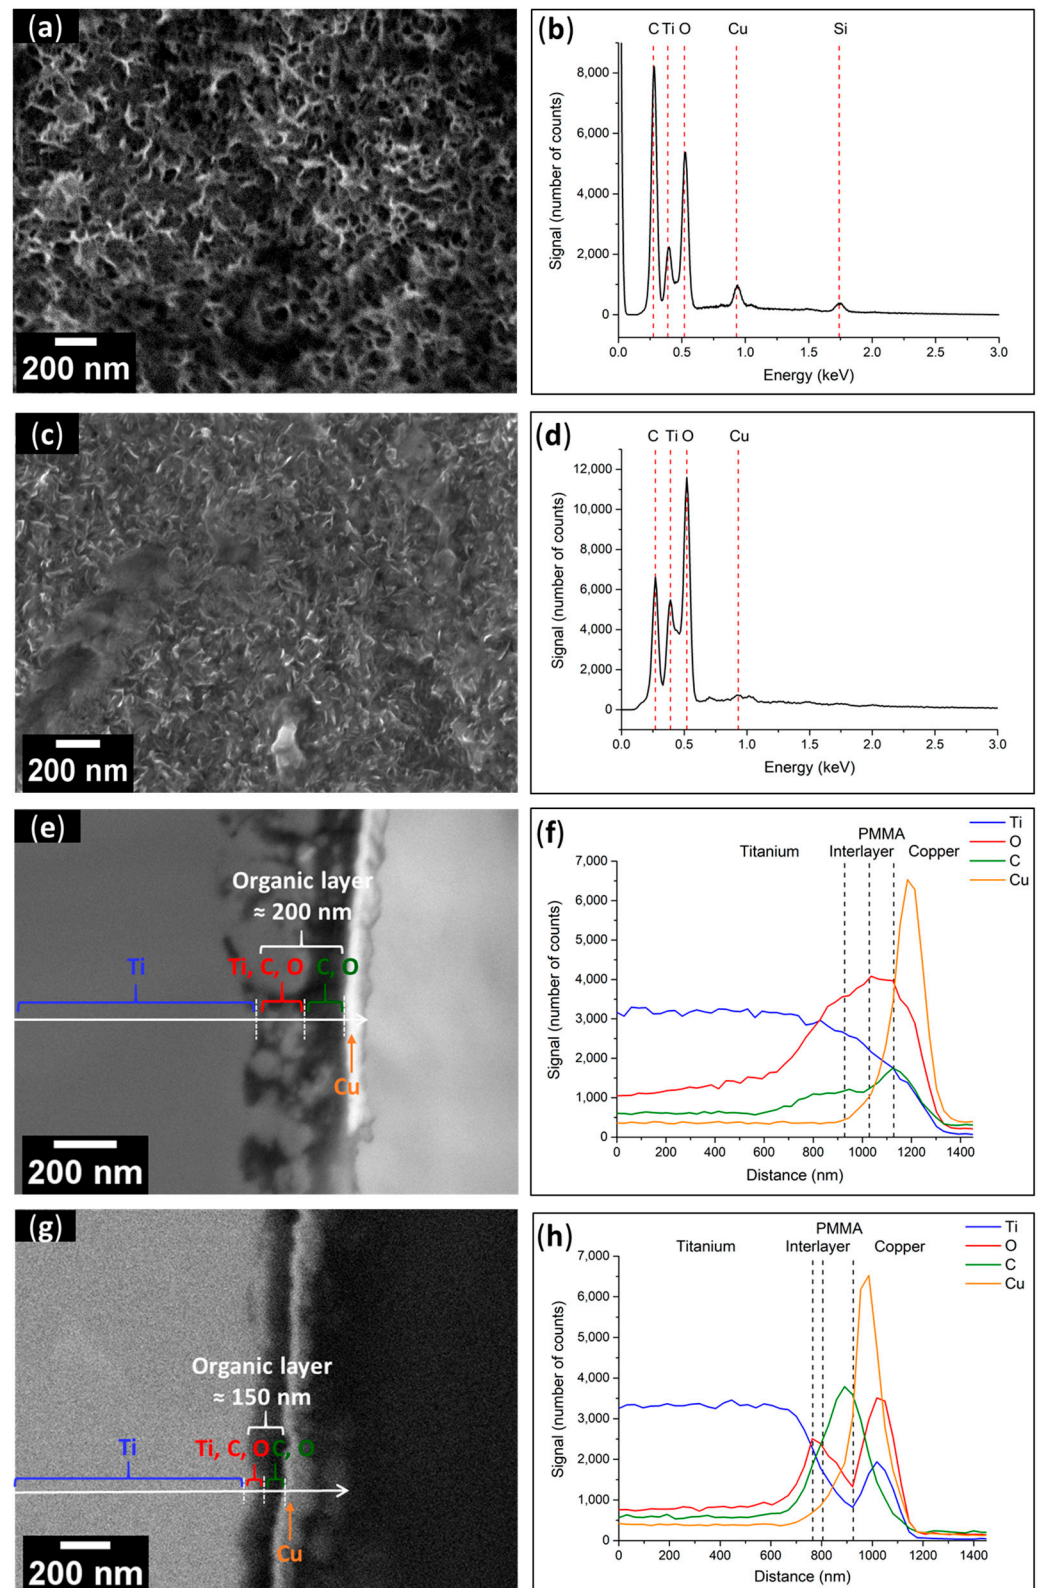 (a)
200 nm
(b)
C Ti O Cu Si
8,000
6,000
4,000
2,000
0
Signal (number of counts)
0.0 0.5 1.0 1.5 2.0 2.5 3.0
Energy (keV)
(c)
200 nm
(d)
C Ti O Cu
12,000
10,000
8,000
6,000
4,000
2,000
0
Signal (number of counts)
0.0 0.5 1.0 1.5 2.0 2.5 3.0
Energy (keV)
(e)
Organic layer
≈ 200 nm
Ti Ti, C, O C, O
Cu
200 nm
(f)
Ti
O
C
Cu
PMMA
Titanium Interlayer Copper
7,000
6,000
5,000
4,000
3,000
2,000
1,000
0
Signal (number of counts)
0 200 400 600 800 1000 1200 1400
Distance (nm)
(g)
Organic layer
≈ 150 nm
Ti Ti, C, O C, O
Cu
200 nm
(h)
Ti
O
C
Cu
PMMA
Titanium Interlayer Copper
7,000
6,000
5,000
4,000
3,000
2,000
1,000
0
Signal (number of counts)
0 200 400 600 800 1000 1200 1400
Distance (nm)